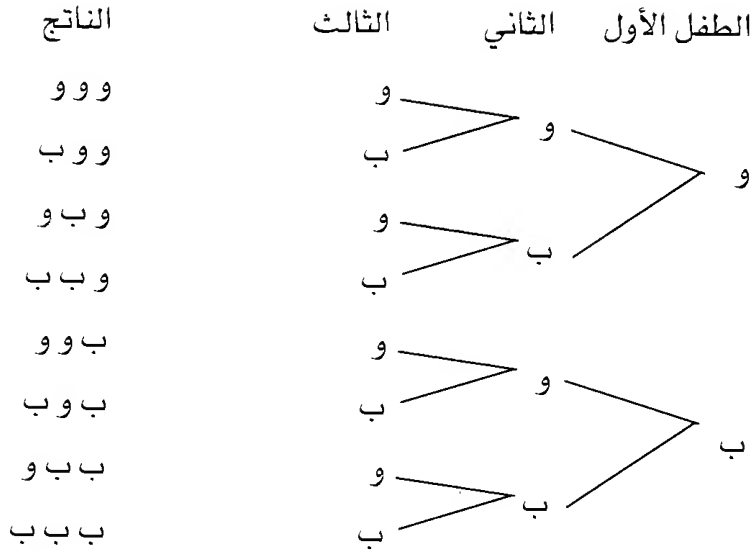 الطفل الأول الثاني الثالث الناتج
و و و و
و
ب و و ب
و
و و ب و
ب
ب و ب ب
و ب و و
و
ب ب و ب
ب
و ب ب و
ب
ب ب ب ب